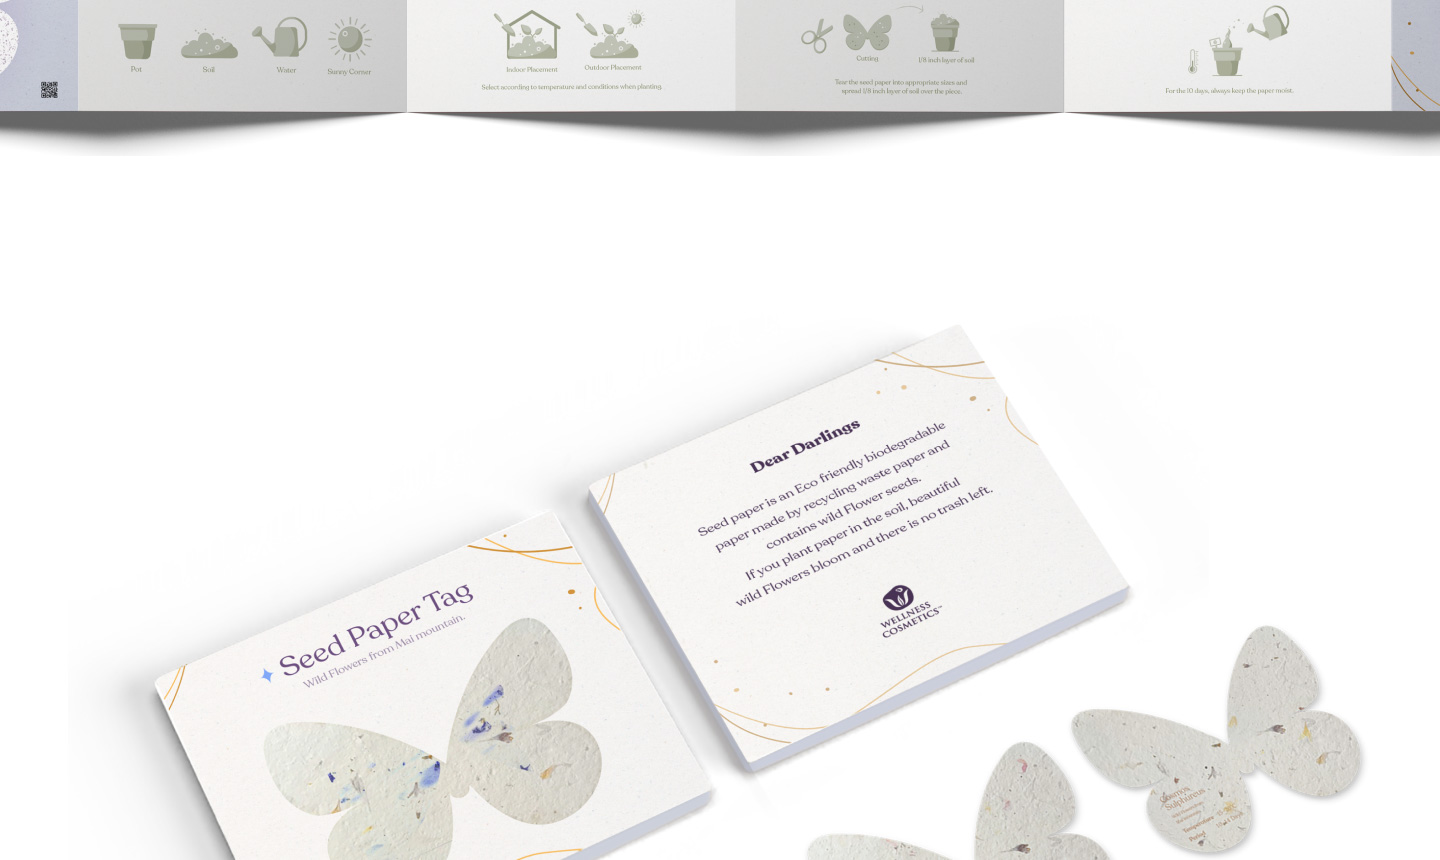 Pot
Soil
Water
Sunny Corner
Indoor Placement
Outdoor Placement
Select according to temperature and conditions when planting.
Cutting
1/8 inch layer of soil
Tear the seed paper into appropriate sizes and
spread 1/8 inch layer of soil over the piece.
For the 10 days, always keep the paper moist.
Dear Darlings
Seed paper is an Eco friendly biodegradable
paper made by recycling waste paper and
contains wild Flower seeds.
If you plant paper in the soil, beautiful
wild Flowers bloom and there is no trash left.
WELLNESS
COSMETICS™
Seed Paper Tag
Wild Flowers from Mai mountain.
Cosmos
Sulphureus
Temperature